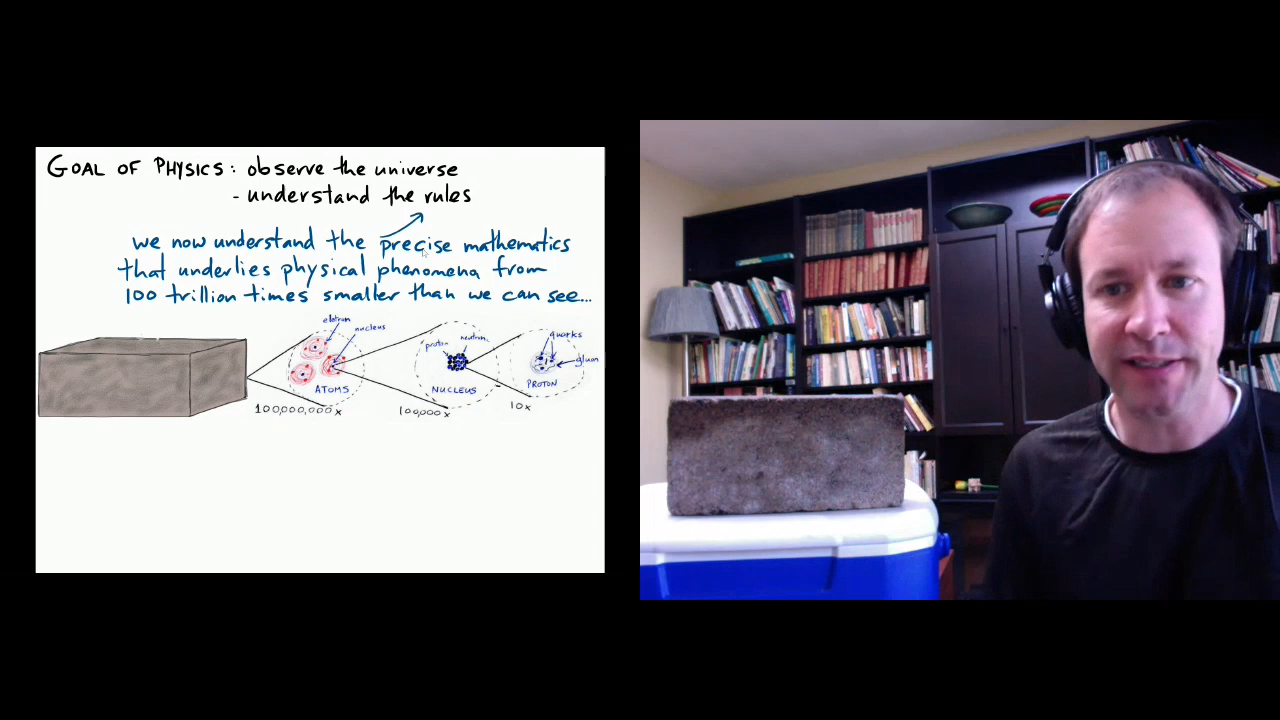 GOAL OF PHYSICS: observe the universe
- understand the rules
we now understand the precise mathematics
that underlies physical phenomena from
100 trillion times smaller than we can see...
eletron
nucleus
proton
neutron
quarks
gluon
ATOMS
NUCLEUS
PROTON
100,000,000x
100,000x
10x